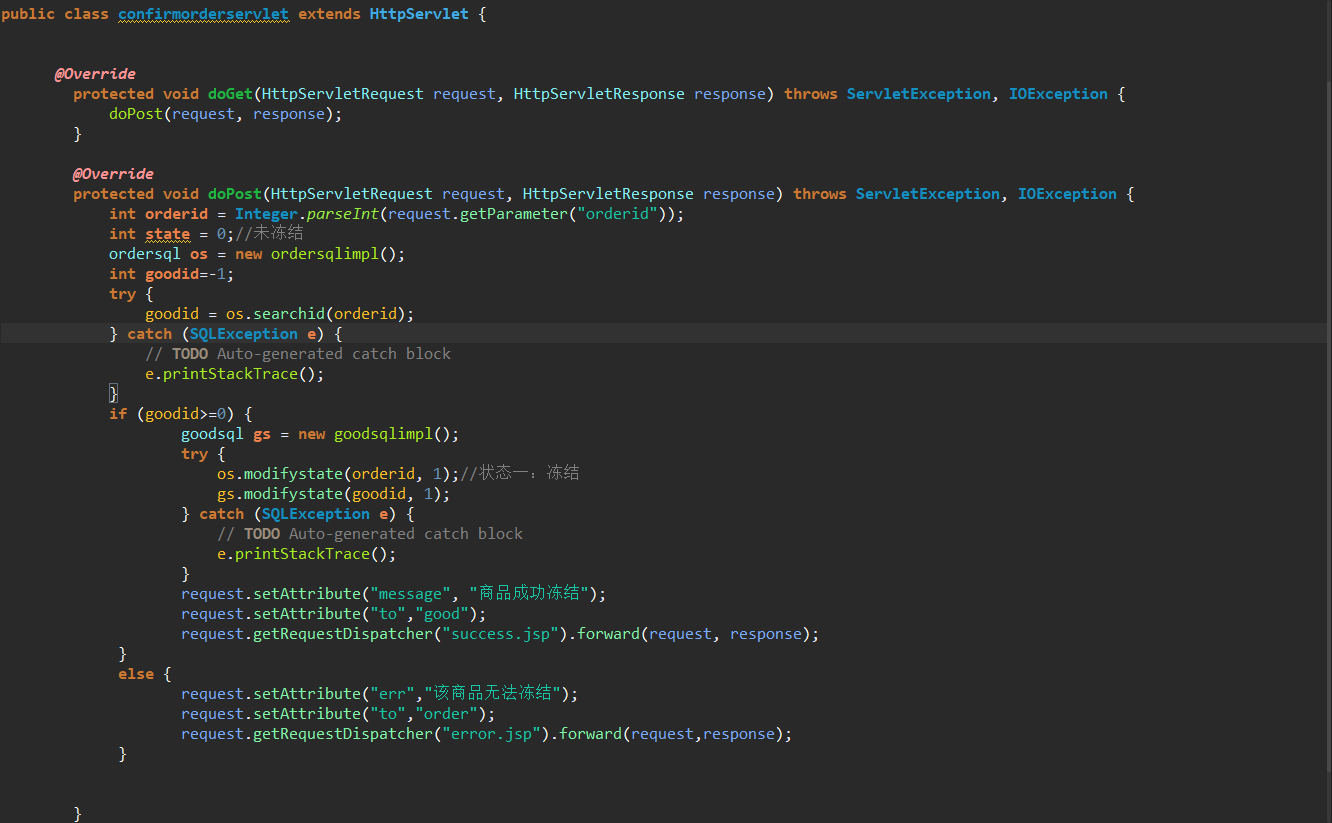 public class confirmorderservlet extends HttpServlet {
@Override
protected void doGet(HttpServletRequest request, HttpServletResponse response) throws ServletException, IOException {
doPost(request, response);
}
@Override
protected void doPost(HttpServletRequest request, HttpServletResponse response) throws ServletException, IOException {
int orderid = Integer.parseInt(request.getParameter("orderid"));
int state = 0;//未冻结
ordersql os = new ordersqlimpl();
int goodid=-1;
try {
goodid = os.searchid(orderid);
} catch (SQLException e) {
// TODO Auto-generated catch block
e.printStackTrace();
}
if (goodid>=0) {
goodsql gs = new goodsqlimpl();
try {
os.modifystate(orderid, 1);//状态一：冻结
gs.modifystate(goodid, 1);
} catch (SQLException e) {
// TODO Auto-generated catch block
e.printStackTrace();
}
request.setAttribute("message", "商品成功冻结");
request.setAttribute("to","good");
request.getRequestDispatcher("success.jsp").forward(request, response);
}
else {
request.setAttribute("err","该商品无法冻结");
request.setAttribute("to","order");
request.getRequestDispatcher("error.jsp").forward(request,response);
}
}